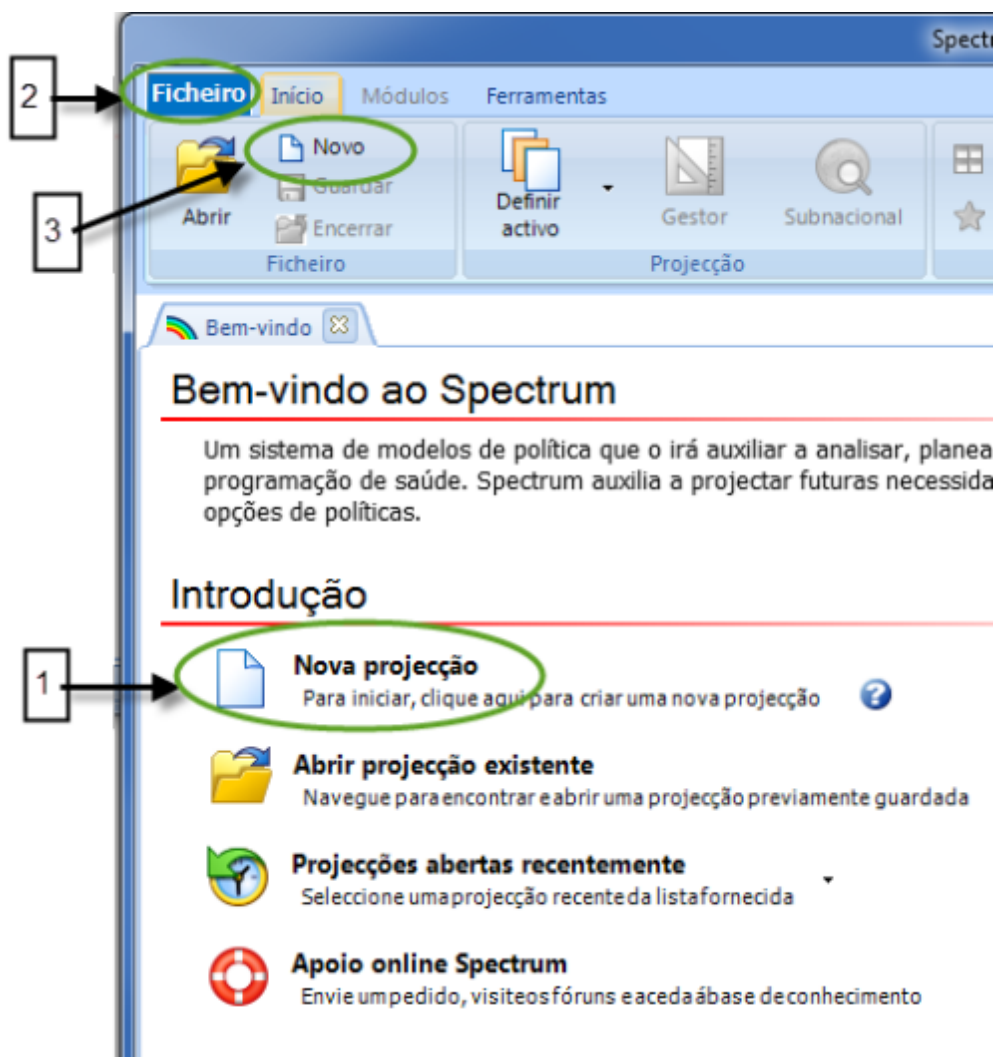 Spectr
2
Ficheiro Início Módulos Ferramentas
Novo
Guardar
Abrir
Encerrar
Definir activo
Gestor
Subnacional
3
Ficheiro
Projecção
Bem-vindo
Bem-vindo ao Spectrum
Um sistema de modelos de política que o irá auxiliar a analisar, planea
programação de saúde. Spectrum auxilia a projectar futuras necessida
opções de políticas.
Introdução
1
Nova projecção
Para iniciar, clique aqui para criar uma nova projecção
?
Abrir projecção existente
Navegue para encontrar e abrir uma projecção previamente guardada
Projecções abertas recentemente
Seleccione uma projecção recente da lista fornecida
Apoio online Spectrum
Envie um pedido, visite os fóruns e aceda ábase de conhecimento